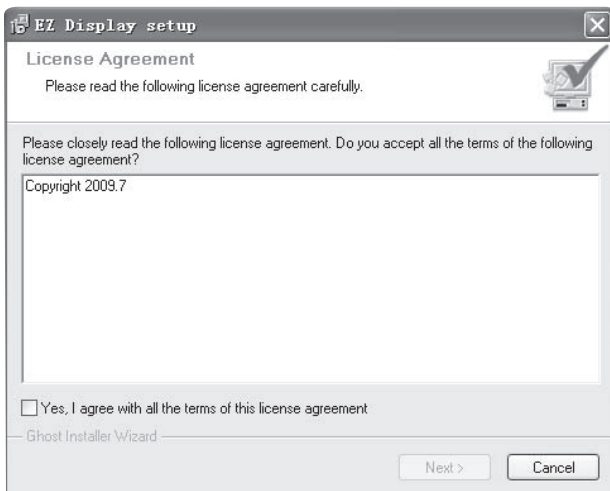 EZ Display setup
License Agreement
Please read the following license agreement carefully.
Please closely read the following license agreement. Do you accept all the terms of the following
license agreement?
Copyright 2009.7
Yes, I agree with all the terms of this license agreement
Ghost Installer Wizard
Next >
Cancel